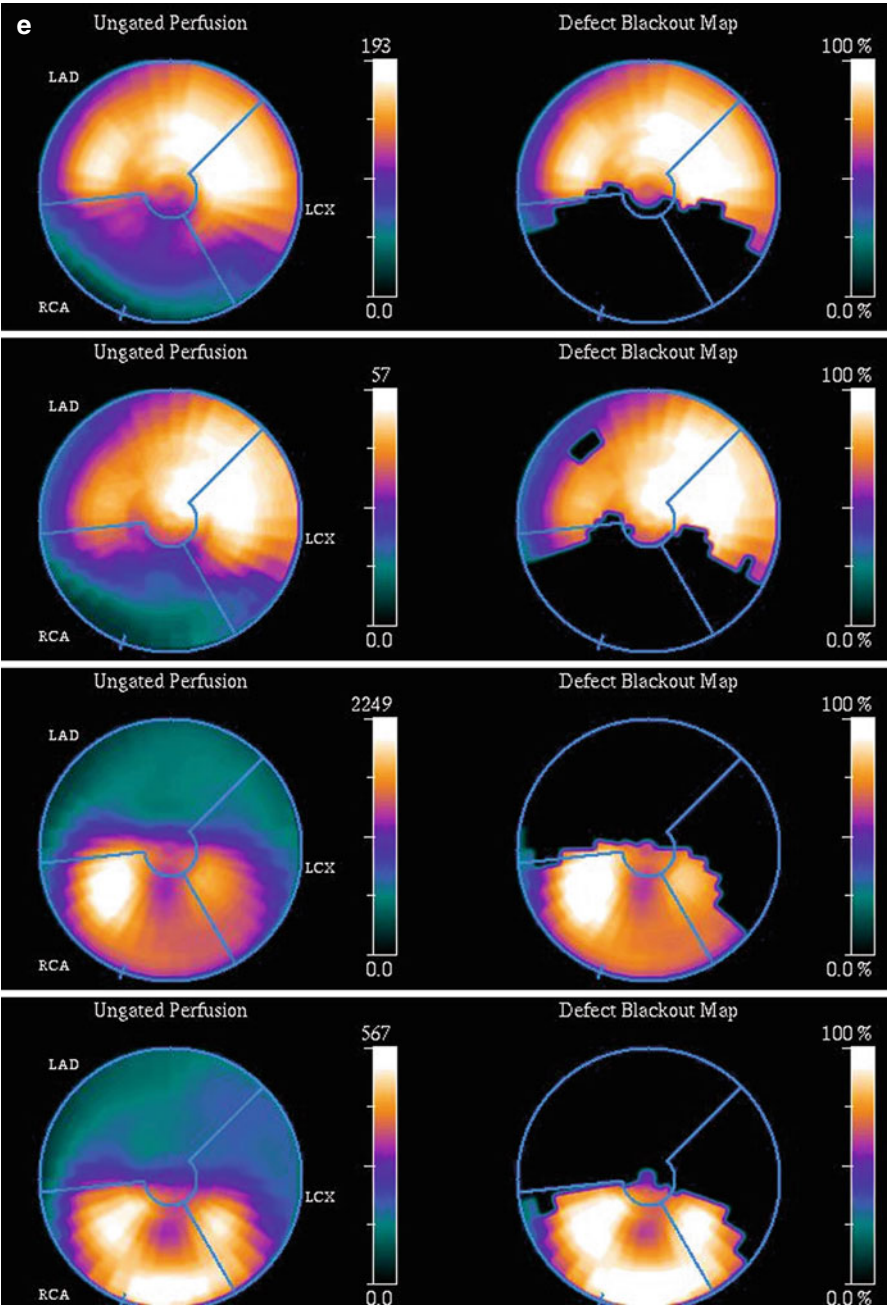 e
Ungated Perfusion
Defect Blackout Map
193
100 %
LAD
LCX
RCA
0.0
0.0 %
Ungated Perfusion
Defect Blackout Map
57
100 %
LAD
LCX
RCA
0.0
0.0 %
Ungated Perfusion
Defect Blackout Map
2249
100 %
LAD
LCX
RCA
0.0
0.0 %
Ungated Perfusion
Defect Blackout Map
567
100 %
LAD
LCX
RCA
0.0
0.0 %